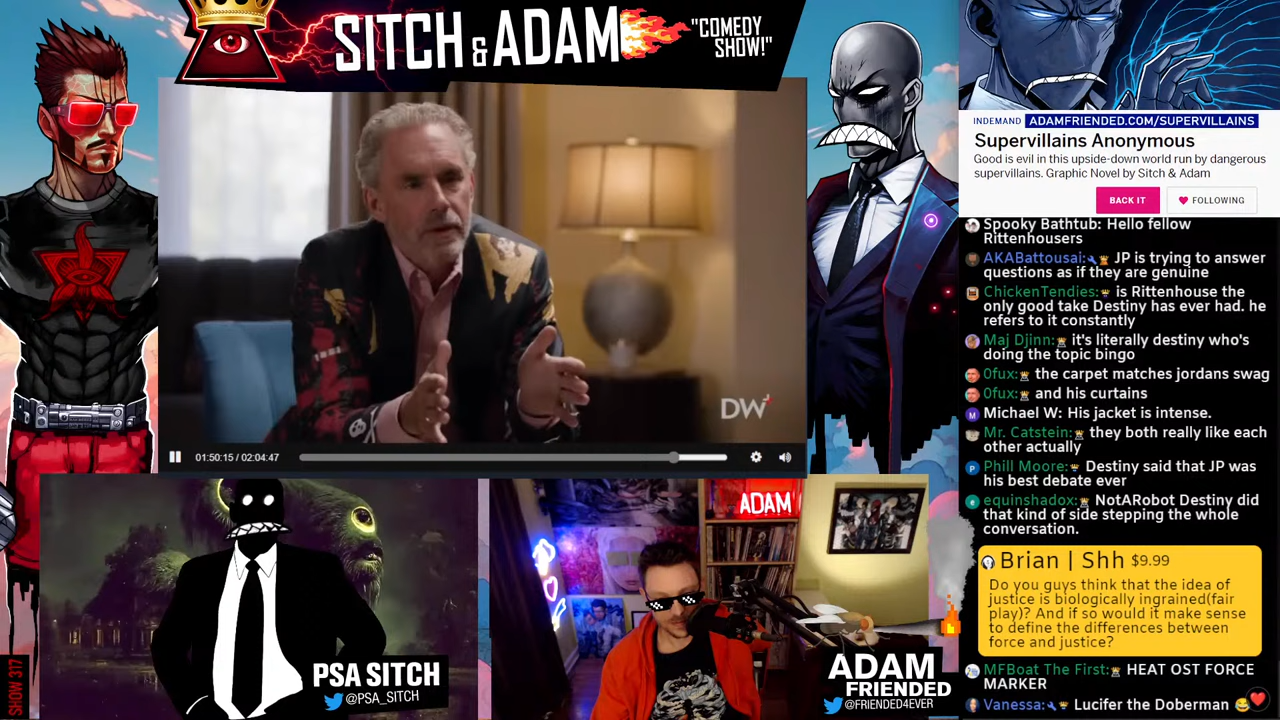 SITCH & ADAM
"COMEDY
SHOW!"
INDEMAND ADAMFRIENDED.COM/SUPERVILLAINS
Supervillains Anonymous
Good is evil in this upside-down world run by dangerous
supervillains. Graphic Novel by Sitch & Adam
BACK IT
FOLLOWING
DW+
01:50:15 / 02:04:47
Spooky Bathtub: Hello fellow
Rittenhousers
AKABattousai: JP is trying to answer
questions as if they are genuine
ChickenTendies: is Rittenhouse the
only good take Destiny has ever had. he
refers to it constantly
Maj Djinn: it's literally destiny who's
doing the topic bingo
0fux: the carpet matches jordans swag
0fux: and his curtains
M Michael W: His jacket is intense.
Mr. Catstein: they both really like each
other actually
P Phill Moore: Destiny said that JP was
his best debate ever
e equinshadox: NotARobot Destiny did
that kind of side stepping the whole
conversation.
Brian | Shh $9.99
Do you guys think that the idea of
justice is biologically ingrained(fair
play)? And if so would it make sense
to define the differences between
force and justice?
MFBoat The First: HEAT OST FORCE
MARKER
Vanessa: Lucifer the Doberman
ADAM
PSA SITCH
@PSA_SITCH
ADAM
FRIENDED
@FRIENDED4EVER
SHOW 317